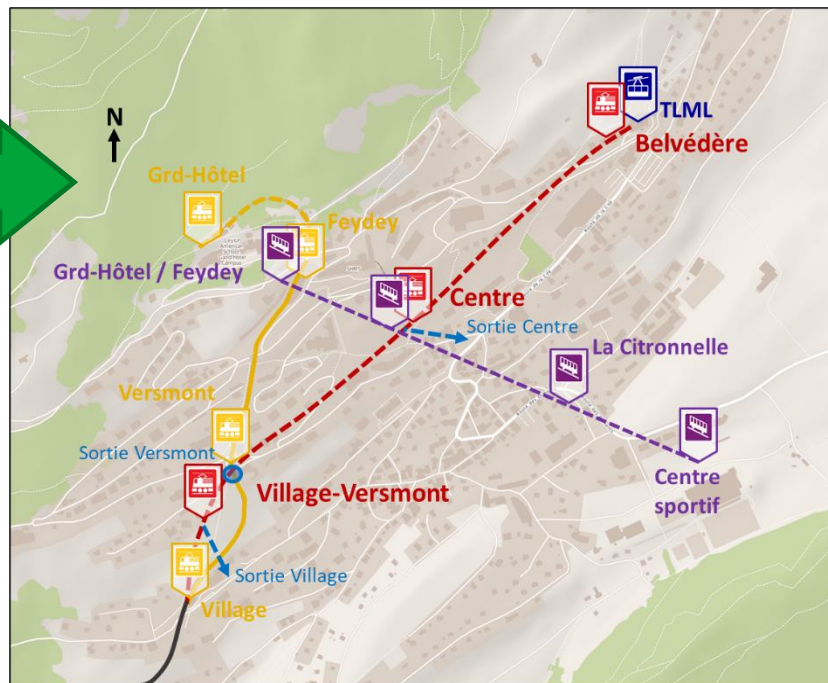 TLML
Belvédère
N
Grd-Hôtel
Feydey
Grd-Hôtel / Feydey
Centre
Sortie Centre
La Citronnelle
Versmont
Sortie Versmont
Village-Versmont
Centre
sportif
Sortie Village
Village